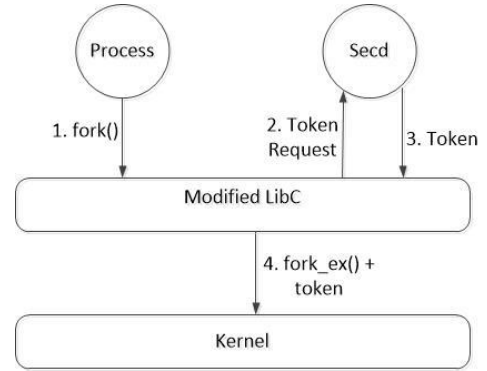 Process
Secd
1. fork()
2. Token
Request
3. Token
Modified LibC
4. fork_ex() +
token
Kernel